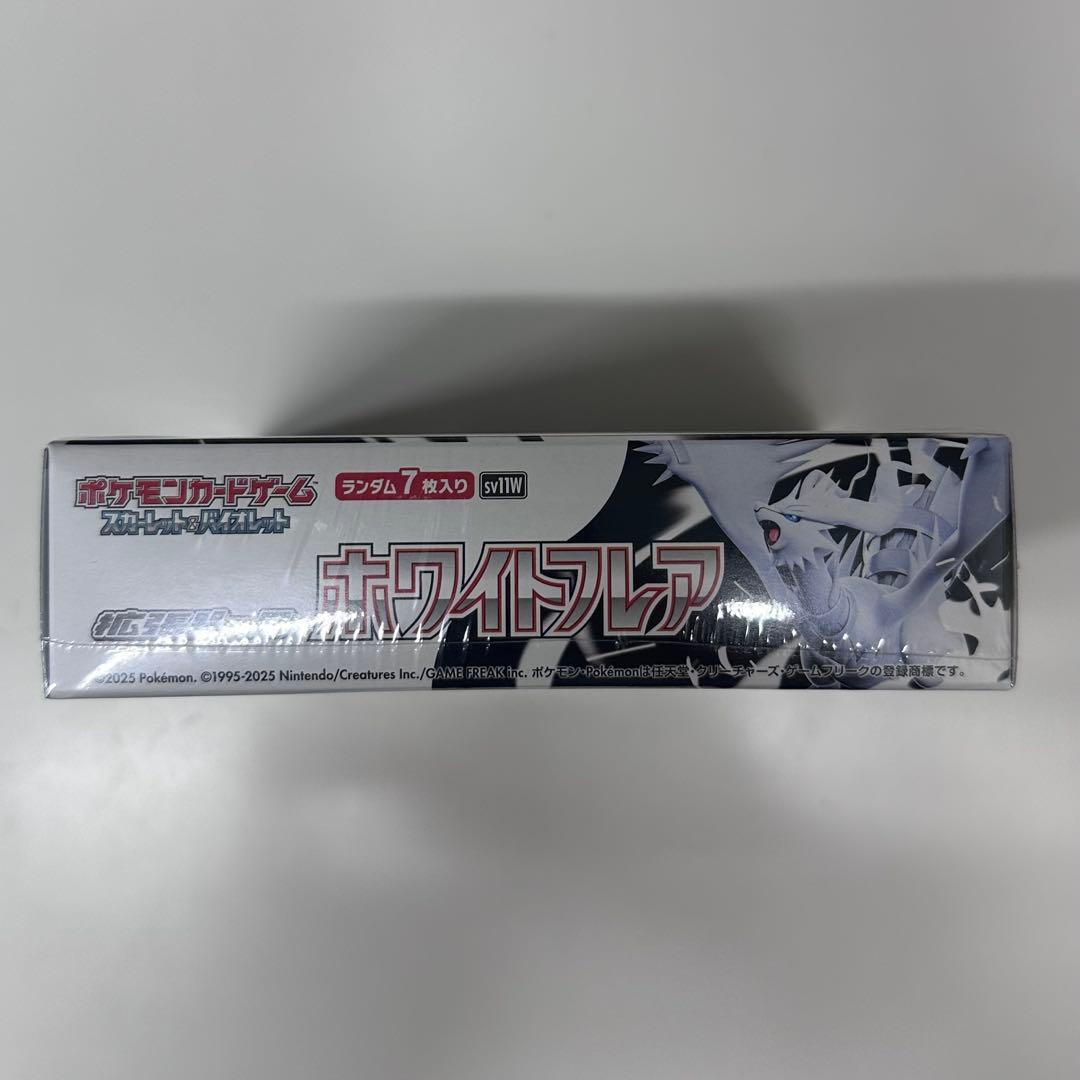 ポケモンカードゲーム
スカーレット&バイオレット
ランダム7枚入り
sv11W
拡張パック
ホワイトフレア
©2025 Pokémon. ©1995-2025 Nintendo/Creatures Inc./GAME FREAK inc. ポケモン・Pokémonは任天堂・クリーチャーズ・ゲームフリークの登録商標です。